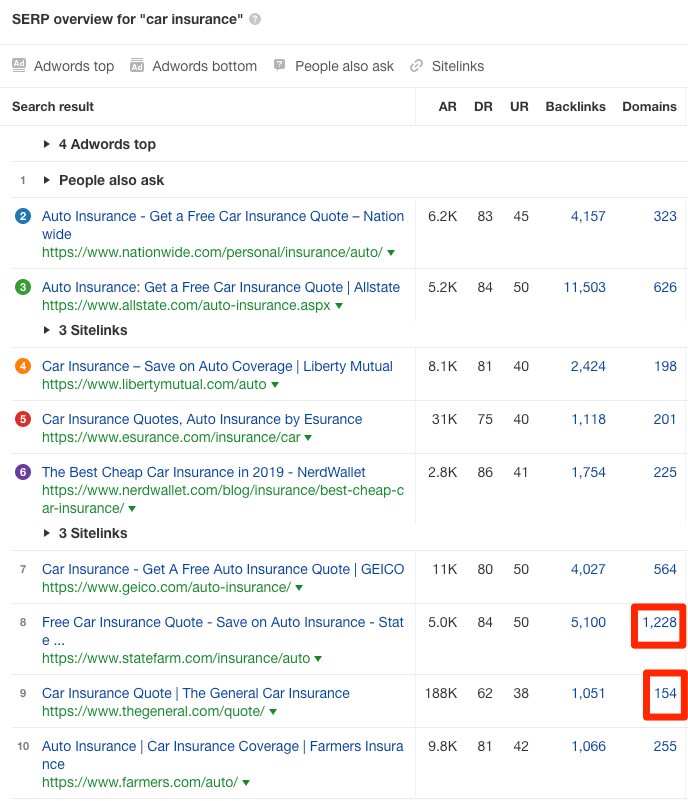 SERP overview for "car insurance" ?
Ad Adwords top Ad Adwords bottom ? People also ask Sitelinks
Search result AR DR UR Backlinks Domains
4 Adwords top
1 People also ask
2 Auto Insurance - Get a Free Car Insurance Quote – Nation 6.2K 83 45 4,157 323
wide
https://www.nationwide.com/personal/insurance/auto/
3 Auto Insurance: Get a Free Car Insurance Quote | Allstate 5.2K 84 50 11,503 626
https://www.allstate.com/auto-insurance.aspx
3 Sitelinks
4 Car Insurance – Save on Auto Coverage | Liberty Mutual 8.1K 81 40 2,424 198
https://www.libertymutual.com/auto
5 Car Insurance Quotes, Auto Insurance by Esurance 31K 75 40 1,118 201
https://www.esurance.com/insurance/car
6 The Best Cheap Car Insurance in 2019 - NerdWallet 2.8K 86 41 1,754 225
https://www.nerdwallet.com/blog/insurance/best-cheap-c
ar-insurance/
3 Sitelinks
7 Car Insurance - Get A Free Auto Insurance Quote | GEICO 11K 80 50 4,027 564
https://www.geico.com/auto-insurance/
8 Free Car Insurance Quote - Save on Auto Insurance - Stat 5.0K 84 50 5,100 1,228
e ...
https://www.statefarm.com/insurance/auto
9 Car Insurance Quote | The General Car Insurance 188K 62 38 1,051 154
https://www.thegeneral.com/quote/
10 Auto Insurance | Car Insurance Coverage | Farmers Insura 9.8K 81 42 1,066 255
nce
https://www.farmers.com/auto/